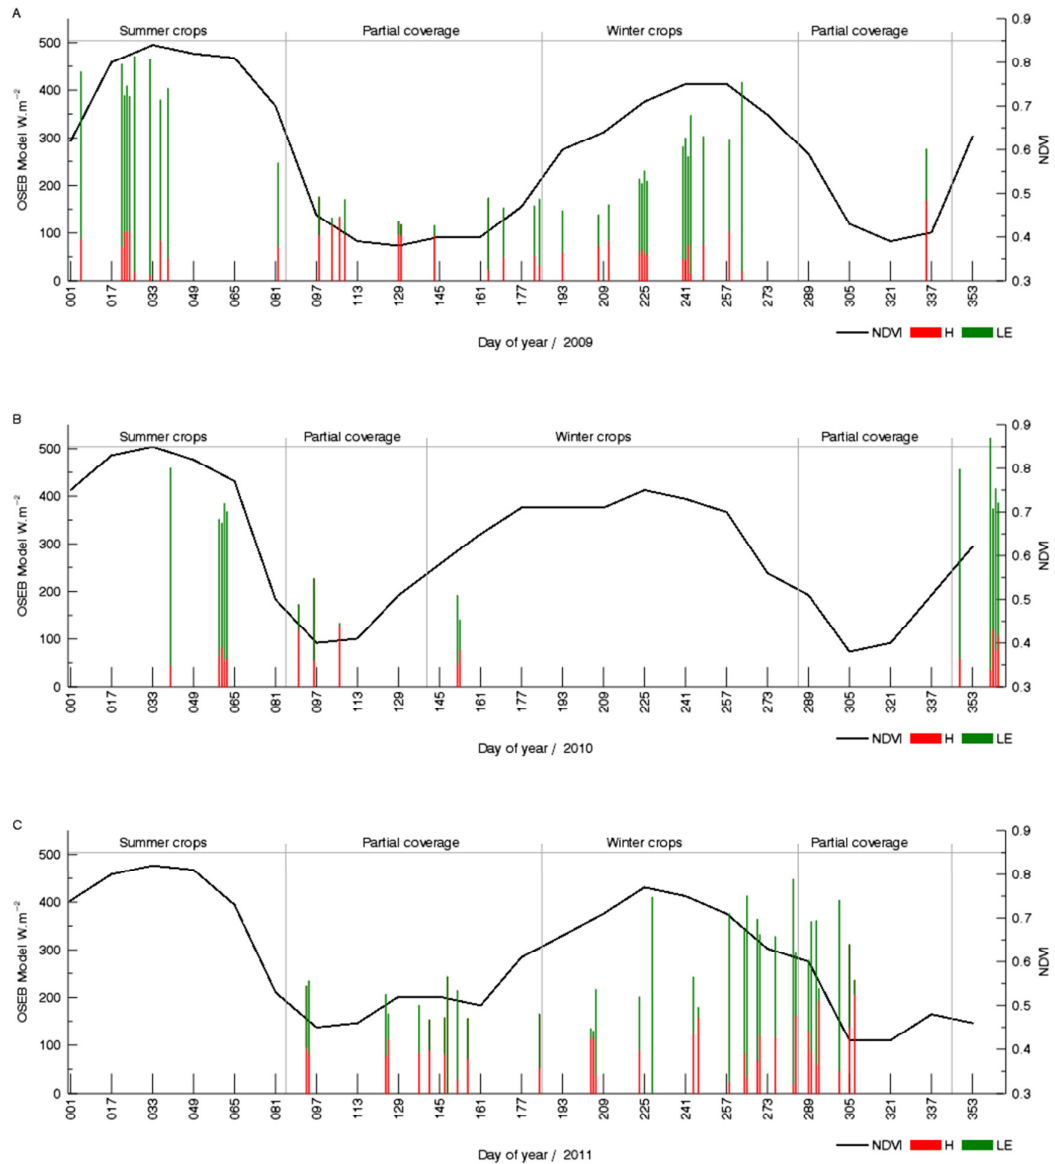 A
Summer crops Partial coverage Winter crops Partial coverage
OSEB Model W.m⁻²
500
400
300
200
100
0
0.9
0.8
0.7
0.6
0.5
0.4
0.3
NDVI
001 017 033 049 065 081 097 113 129 145 161 177 193 209 225 241 257 273 289 305 321 337 353
NDVI H LE
Day of year / 2009
B
Summer crops Partial coverage Winter crops Partial coverage
OSEB Model W.m⁻²
500
400
300
200
100
0
0.9
0.8
0.7
0.6
0.5
0.4
0.3
NDVI
001 017 033 049 065 081 097 113 129 145 161 177 193 209 225 241 257 273 289 305 321 337 353
NDVI H LE
Day of year / 2010
C
Summer crops Partial coverage Winter crops Partial coverage
OSEB Model W.m⁻²
500
400
300
200
100
0
0.9
0.8
0.7
0.6
0.5
0.4
0.3
NDVI
001 017 033 049 065 081 097 113 129 145 161 177 193 209 225 241 257 273 289 305 321 337 353
NDVI H LE
Day of year / 2011